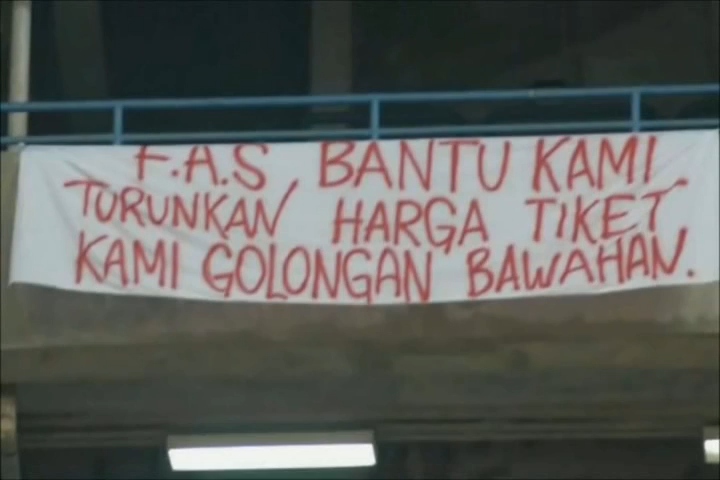 F.A.S, BANTU KAMI
TURUNKAN HARGA TIKET
KAMI GOLONGAN BAWAHAN.